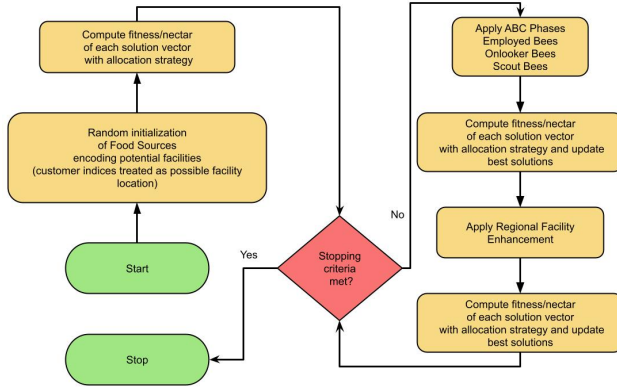 Compute fitness/nectar
of each solution vector
with allocation strategy
Random initialization
of Food Sources
encoding potential facilities
(customer indices treated as possible facility
location)
Start
Stop
Yes
Stopping
criteria
met?
No
Apply ABC Phases
Employed Bees
Onlooker Bees
Scout Bees
Compute fitness/nectar
of each solution vector
with allocation strategy and update
best solutions
Apply Regional Facility
Enhancement
Compute fitness/nectar
of each solution vector
with allocation strategy and update
best solutions